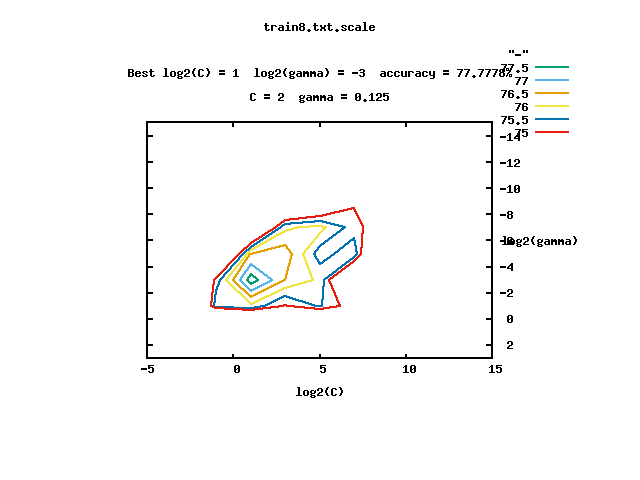 train8.txt.scale
"-"
Best log2(C) = 1 log2(gamma) = -3 accuracy = 77.7778%
77.5
77
C = 2 gamma = 0.125
76.5
76
75.5
75
-14
-12
-10
-8
-6
log2(gamma)
-4
-2
0
2
-5 0 5 10 15
log2(C)